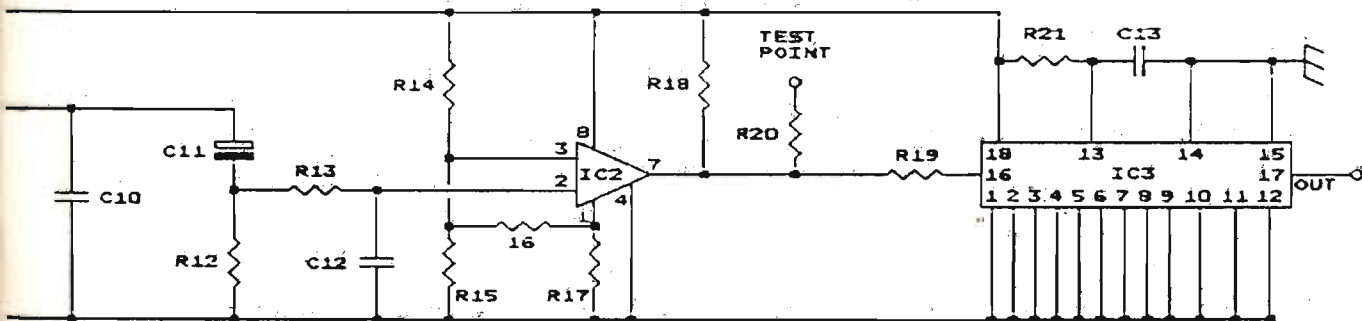 R21
C13
TEST
POINT
R14
R18
R20
C11
R13
R19
8
3
IC2
7
2
4
1
18
13
14
15
16
IC3
17
OUT
1 2 3 4 5 6 7 8 9 10 11 12
C10
R12
C12
16
R15
R17